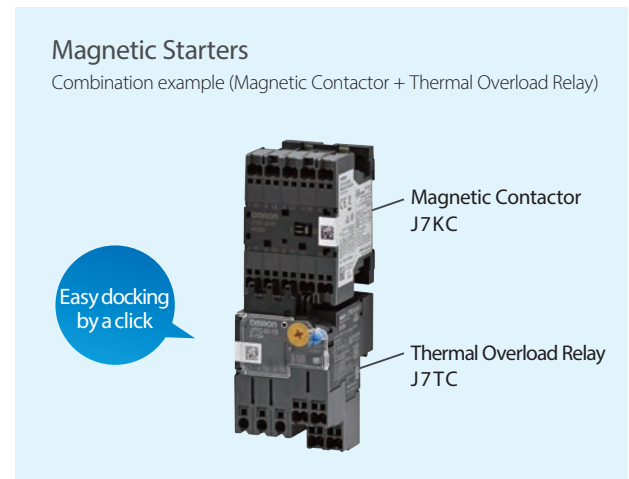 Magnetic Starters
Combination example (Magnetic Contactor + Thermal Overload Relay)
Magnetic Contactor
J7KC
Easy docking
by a click
Thermal Overload Relay
J7TC
OMRON
OMRON